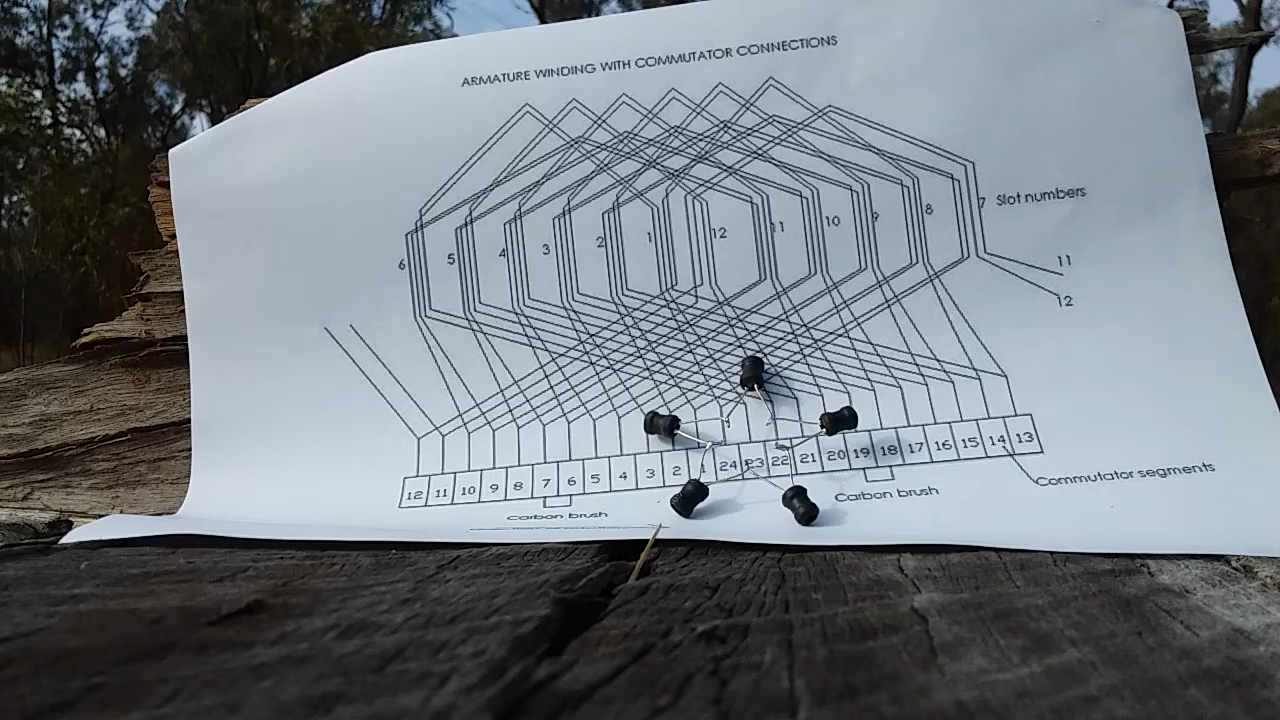 ARMATURE WINDING WITH COMMUTATOR CONNECTIONS
6 5 4 3 2 1 12 11 10 9 8 7 Slot numbers
11
12
12 11 10 9 8 7 6 5 4 3 2 1 24 23 22 21 20 19 18 17 16 15 14 13
Commutator segments
Carbon brush
Carbon brush